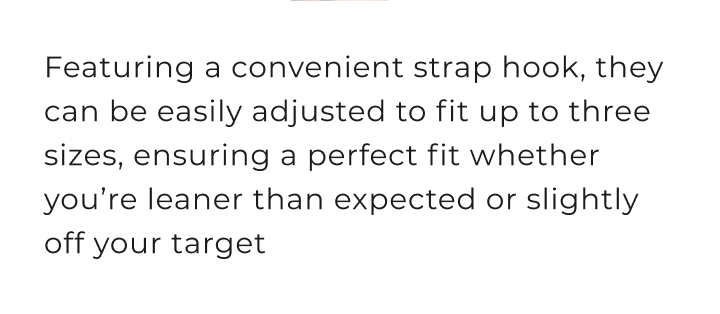 Featuring a convenient strap hook, they
can be easily adjusted to fit up to three
sizes, ensuring a perfect fit whether
you’re leaner than expected or slightly
off your target